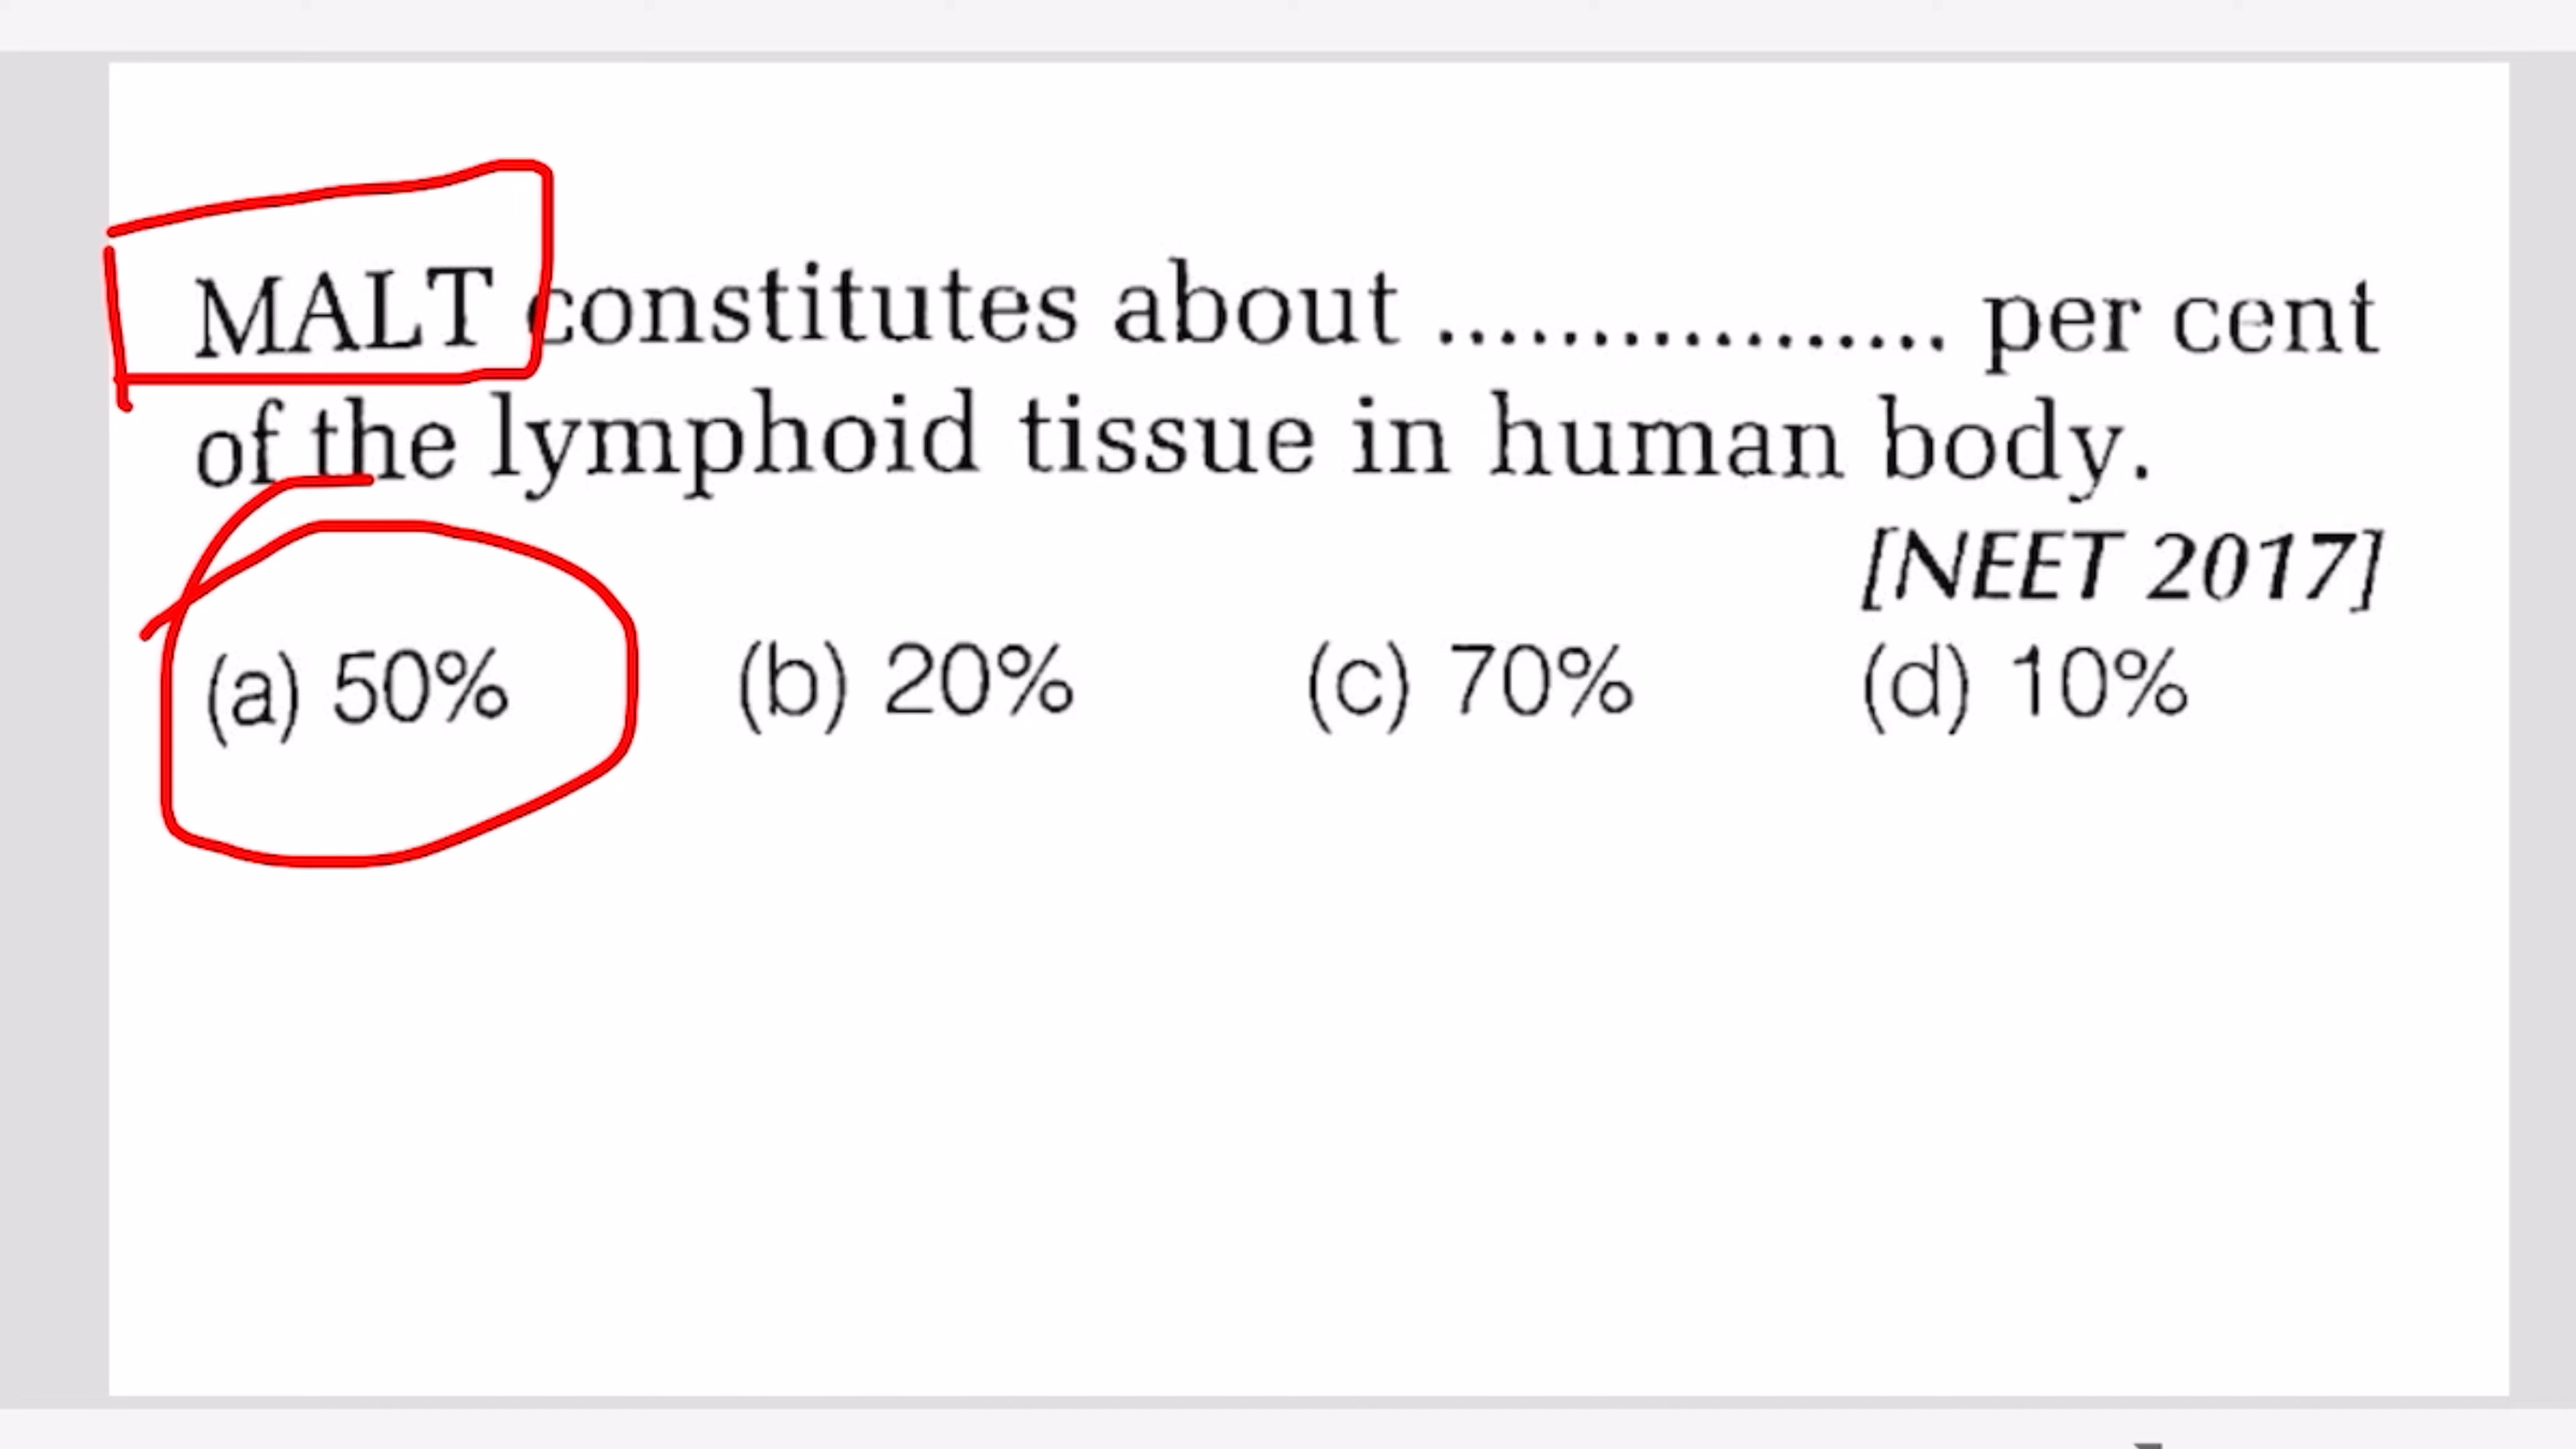 MALT constitutes about ................. per cent
of the lymphoid tissue in human body.
[NEET 2017]
(a) 50% (b) 20% (c) 70% (d) 10%